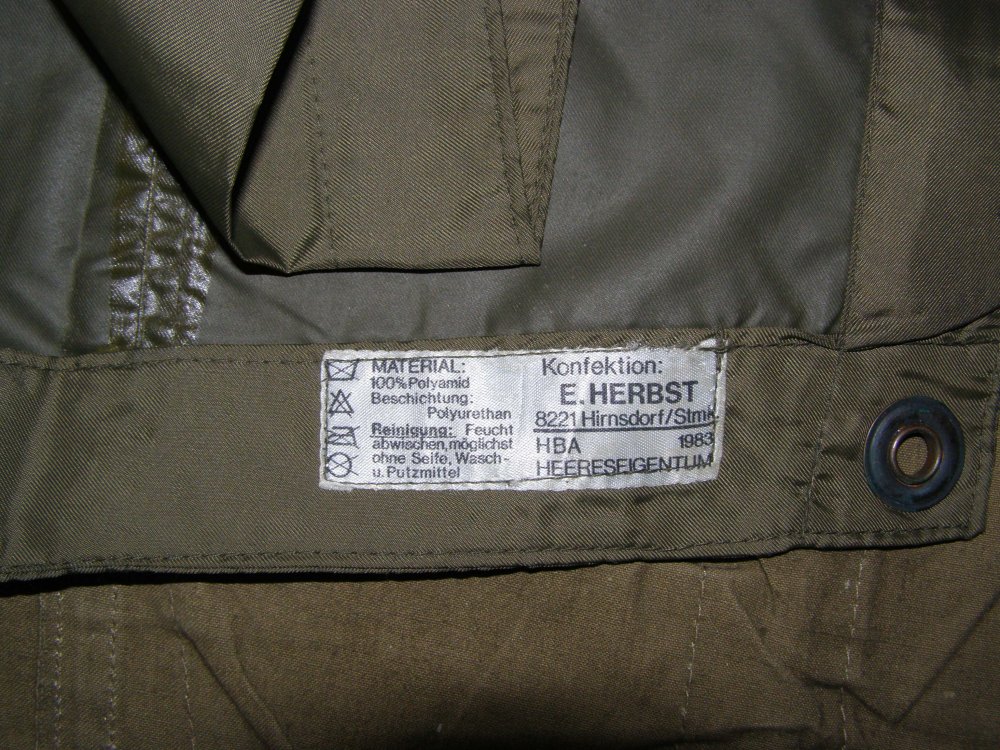 MATERIAL:
100%Polyamid
Beschichtung:
Polyurethan
Reinigung: Feucht
abwischen, möglichst
ohne Seife, Wasch-
u. Putzmittel
Konfektion:
E. HERBST
8221 Hirnsdorf/Stmk
HBA 1983
HEERESEIGENTUM